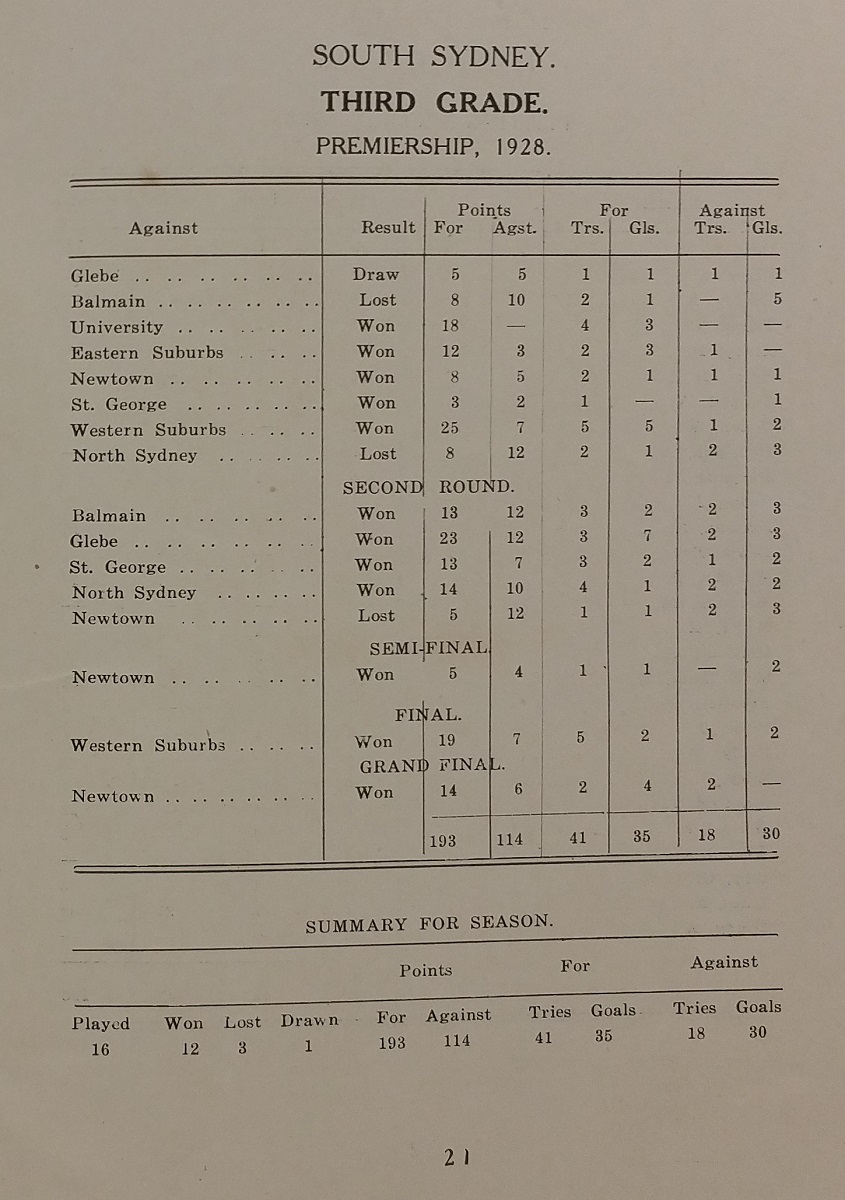 SOUTH SYDNEY.
THIRD GRADE.
PREMIERSHIP, 1928.
Points For Against
Against Result For Agst. Trs. Gls. Trs. Gls.
Glebe .. .. .. .. .. .. .. Draw 5 5 1 1 1 1
Balmain .. .. .. .. .. .. Lost 8 10 2 1 — 5
University .. .. .. .. .. Won 18 — 4 3 — —
Eastern Suburbs .. .. .. Won 12 3 2 3 1 —
Newtown .. .. .. .. .. .. Won 8 5 2 1 1 1
St. George .. .. .. .. .. Won 3 2 1 — — 1
Western Suburbs .. .. .. Won 25 7 5 5 1 2
North Sydney .. .. .. .. Lost 8 12 2 1 2 3
SECOND ROUND.
Balmain .. .. .. .. .. .. Won 13 12 3 2 2 3
Glebe .. .. .. .. .. .. .. Won 23 12 3 7 2 3
St. George .. .. .. .. .. Won 13 7 3 2 1 2
North Sydney .. .. .. .. Won 14 10 4 1 2 2
Newtown .. .. .. .. .. Lost 5 12 1 1 2 3
SEMI-FINAL
Newtown .. .. .. .. .. .. Won 5 4 1 1 — 2
FINAL.
Western Suburbs .. .. .. Won 19 7 5 2 1 2
GRAND FINAL.
Newtown .. .. .. .. .. .. Won 14 6 2 4 2 —
193 114 41 35 18 30
SUMMARY FOR SEASON.
Points For Against
Played Won Lost Drawn For Against Tries Goals Tries Goals
16 12 3 1 193 114 41 35 18 30
21